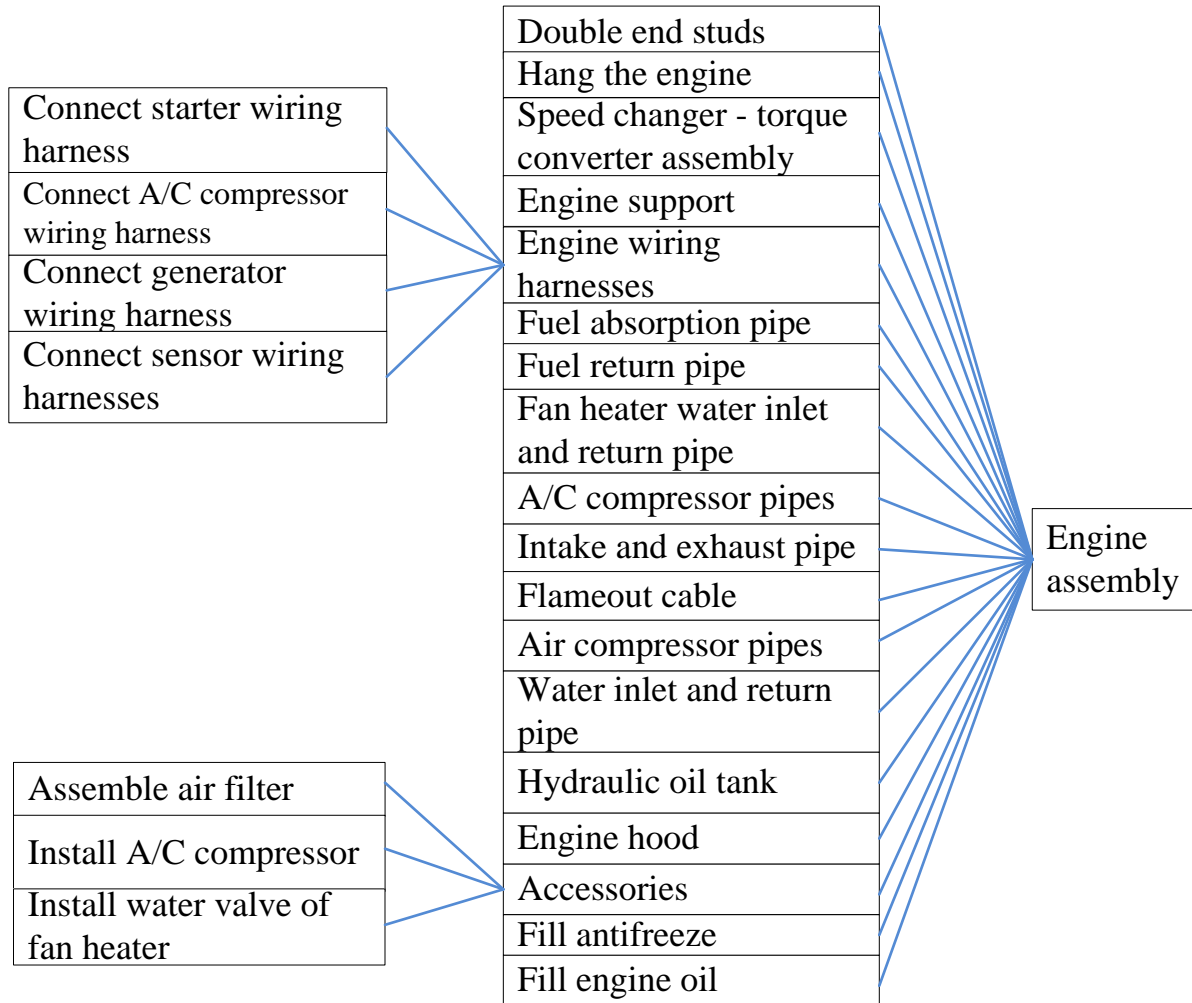 Connect starter wiring
harness
Connect A/C compressor
wiring harness
Connect generator
wiring harness
Connect sensor wiring
harnesses
Assemble air filter
Install A/C compressor
Install water valve of
fan heater
Double end studs
Hang the engine
Speed changer - torque
converter assembly
Engine support
Engine wiring
harnesses
Fuel absorption pipe
Fuel return pipe
Fan heater water inlet
and return pipe
A/C compressor pipes
Intake and exhaust pipe
Flameout cable
Air compressor pipes
Water inlet and return
pipe
Hydraulic oil tank
Engine hood
Accessories
Fill antifreeze
Fill engine oil
Engine
assembly